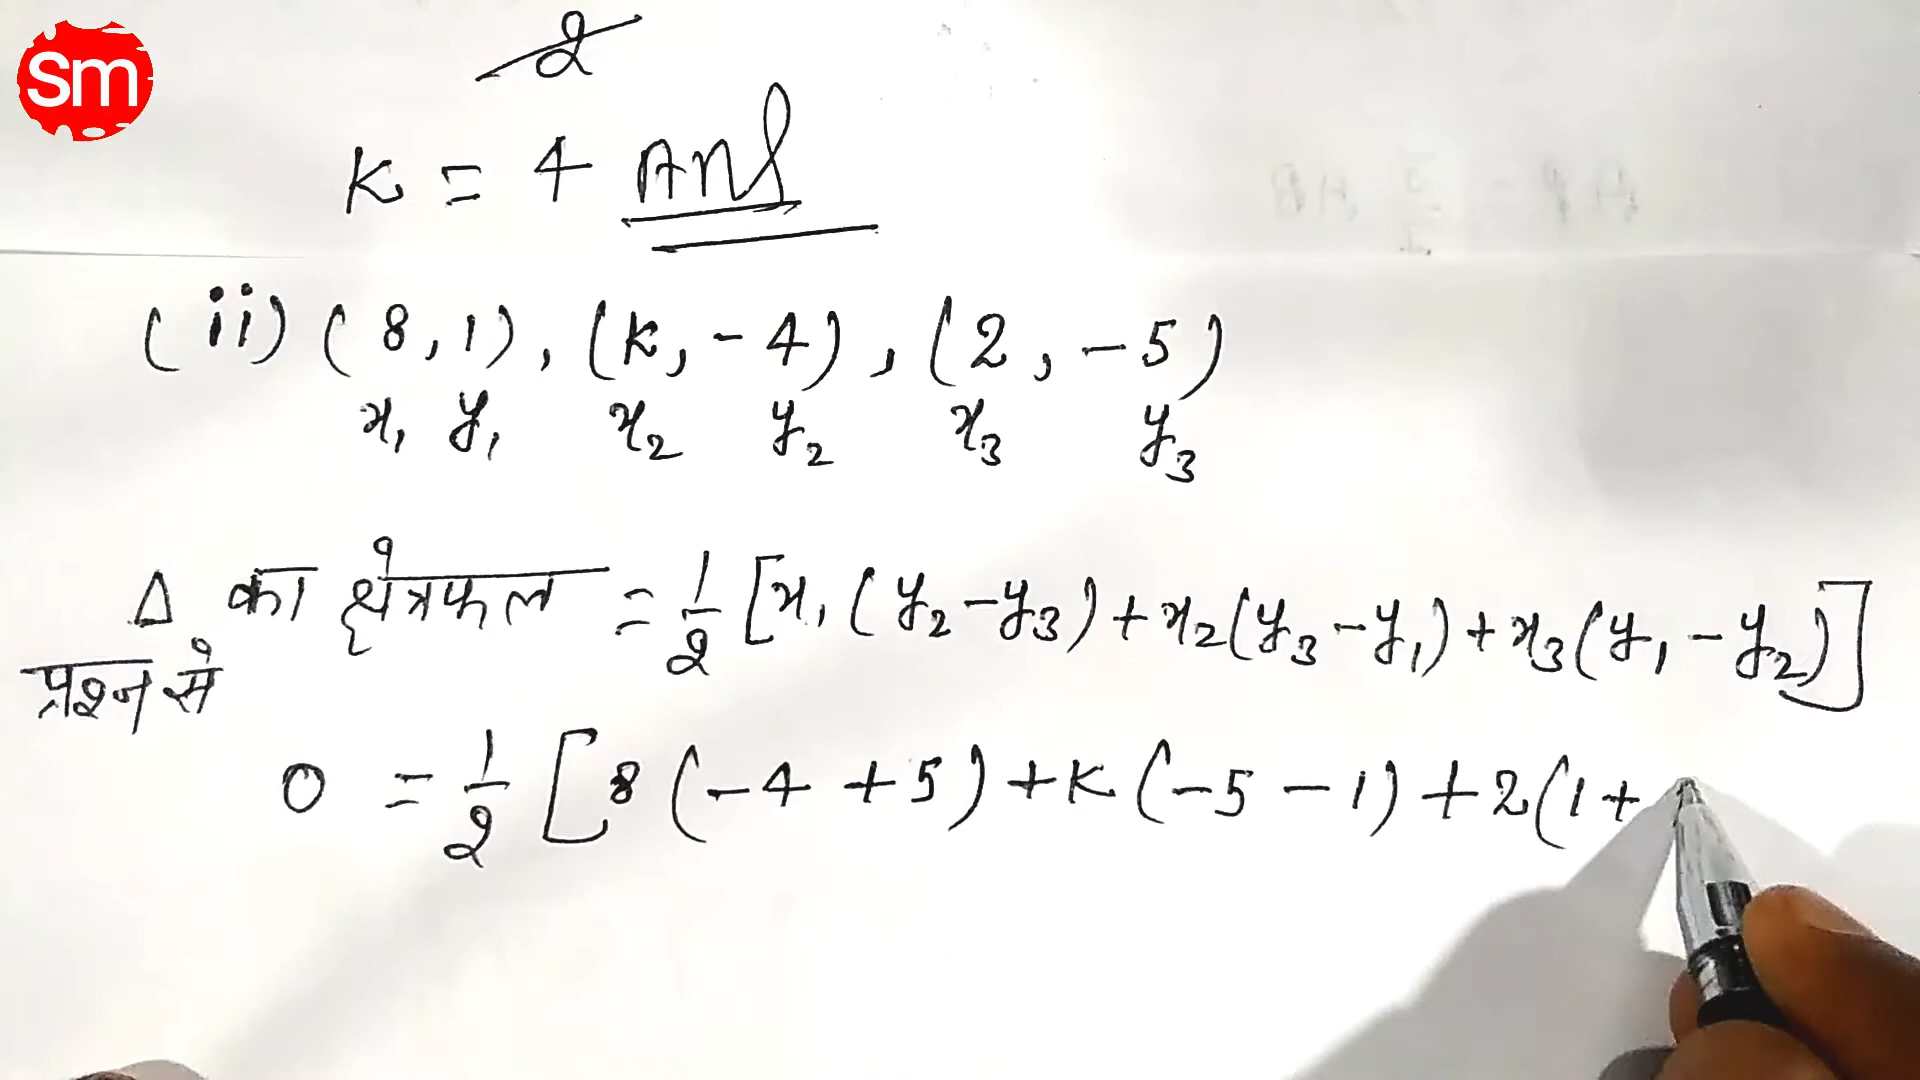 Sm
2
K = 4 Ans
(ii) (8,1), (K, -4), (2, -5)
x₁ y₁ x₂ y₂ x₃ y₃
Δ का क्षेत्रफल = 1/2 [x₁(y₂-y₃)+x₂(y₃-y₁)+x₃(y₁-y₂)]
प्रश्न से
0 = 1/2 [8(-4+5)+K(-5-1)+2(1+